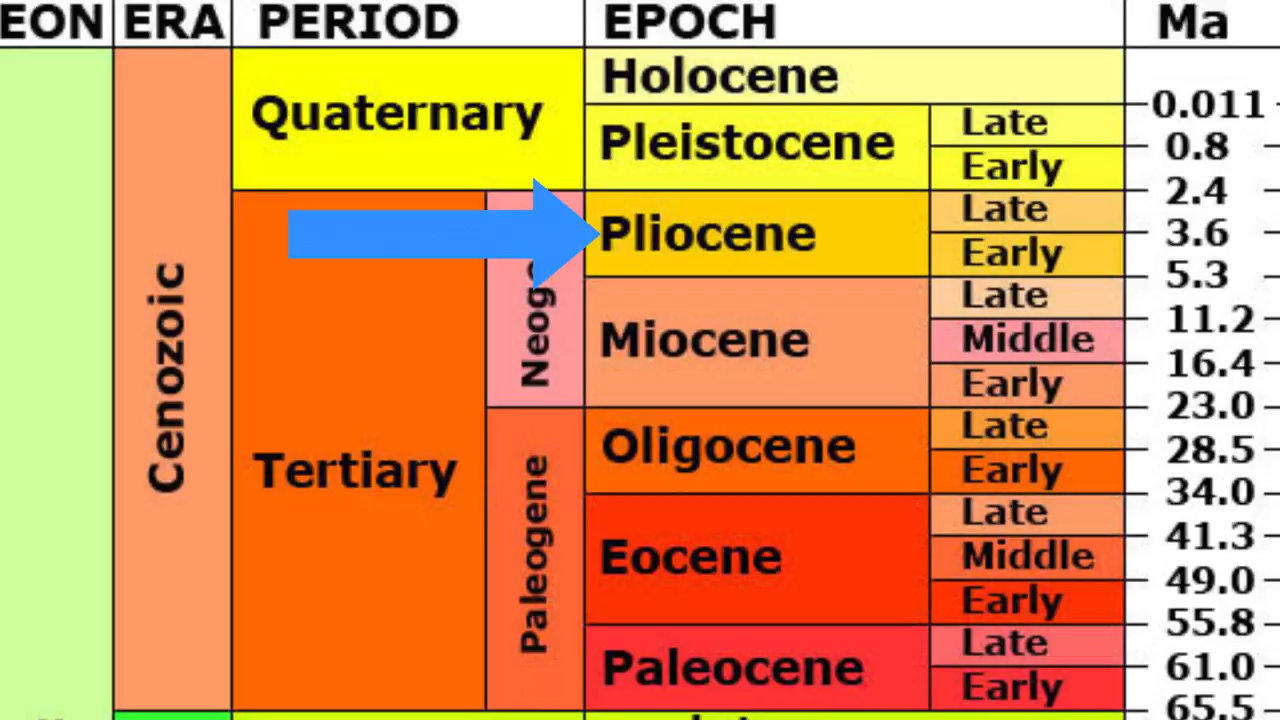 EON ERA PERIOD EPOCH Ma
Holocene
0.011
Quaternary
Pleistocene
Late
0.8
Early
2.4
Pliocene
Late
3.6
Early
5.3
Cenozoic
Tertiary
Miocene
Late
11.2
Middle
16.4
Early
23.0
Paleogene
Oligocene
Late
28.5
Early
34.0
Eocene
Late
41.3
Middle
49.0
Early
55.8
Paleocene
Late
61.0
Early
65.5